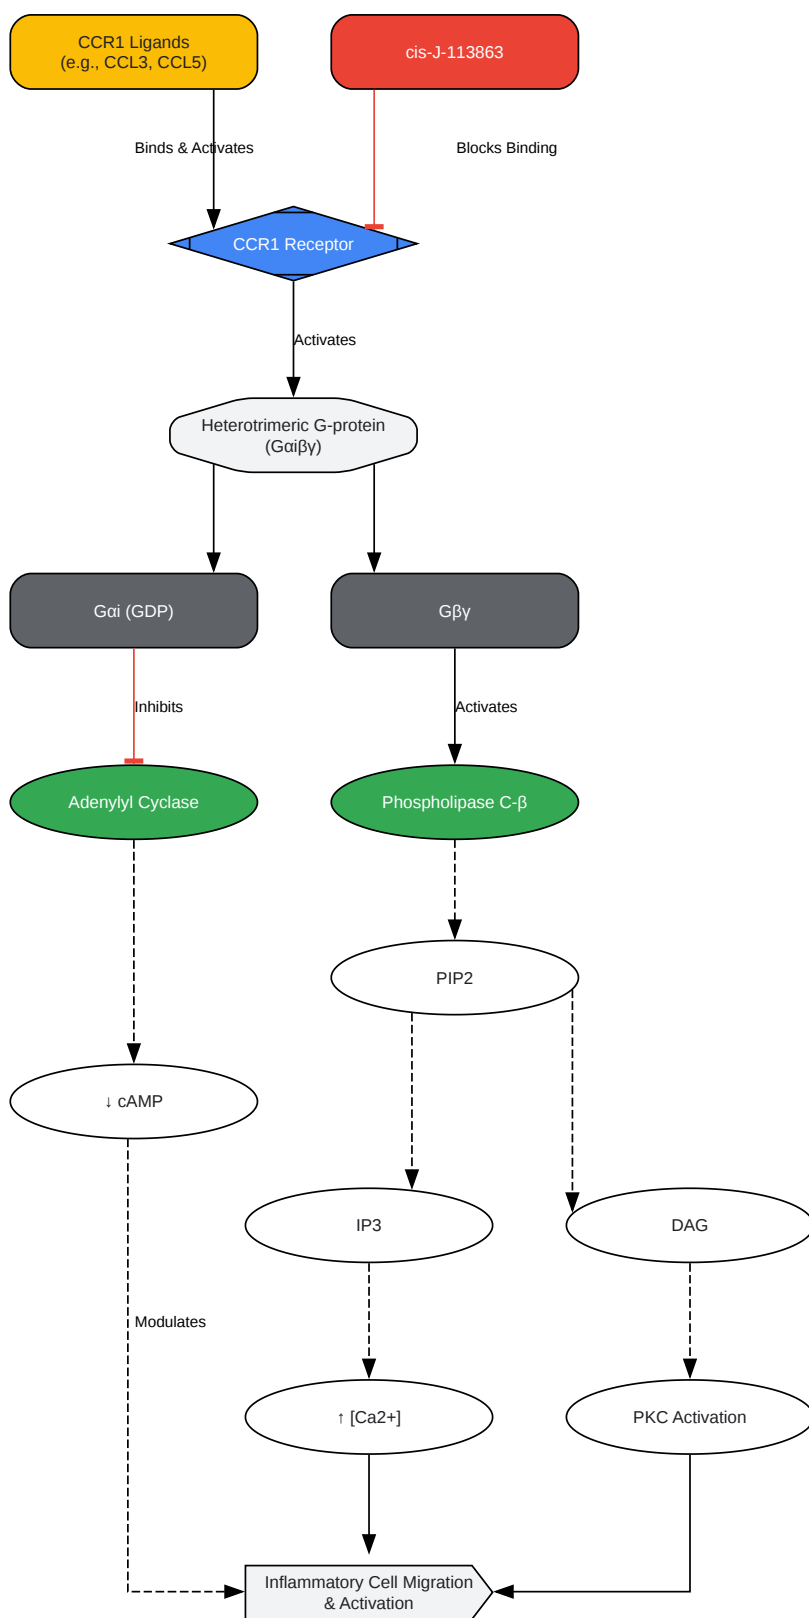 CCR1 Ligands
(e.g., CCL3, CCL5)
cis-J-113863
Binds & Activates
Blocks Binding
CCR1 Receptor
Activates
Heterotrimeric G-protein
(Gαiβγ)
Gαi (GDP)
Gβγ
Inhibits
Activates
Adenylyl Cyclase
Phospholipase C-β
PIP2
↓ cAMP
IP3
DAG
Modulates
↑ [Ca2+]
PKC Activation
Inflammatory Cell Migration
& Activation